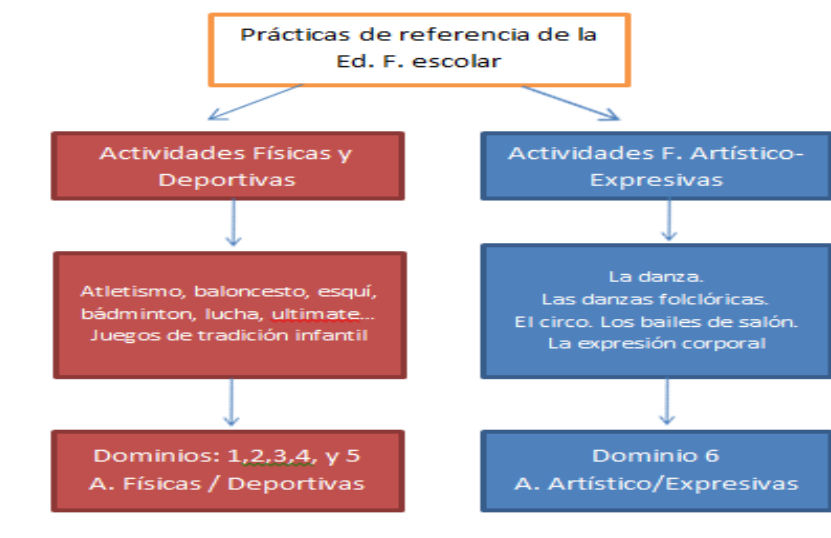 Prácticas de referencia de la
Ed. F. escolar
Actividades Físicas y
Deportivas
Actividades F. Artístico-
Expresivas
Atletismo, baloncesto, esquí,
bádminton, lucha, ultimate...
Juegos de tradición infantil
La danza.
Las danzas folclóricas.
El circo. Los bailes de salón.
La expresión corporal
Dominios: 1,2,3,4, y 5
A. Físicas / Deportivas
Dominio 6
A. Artístico/Expresivas